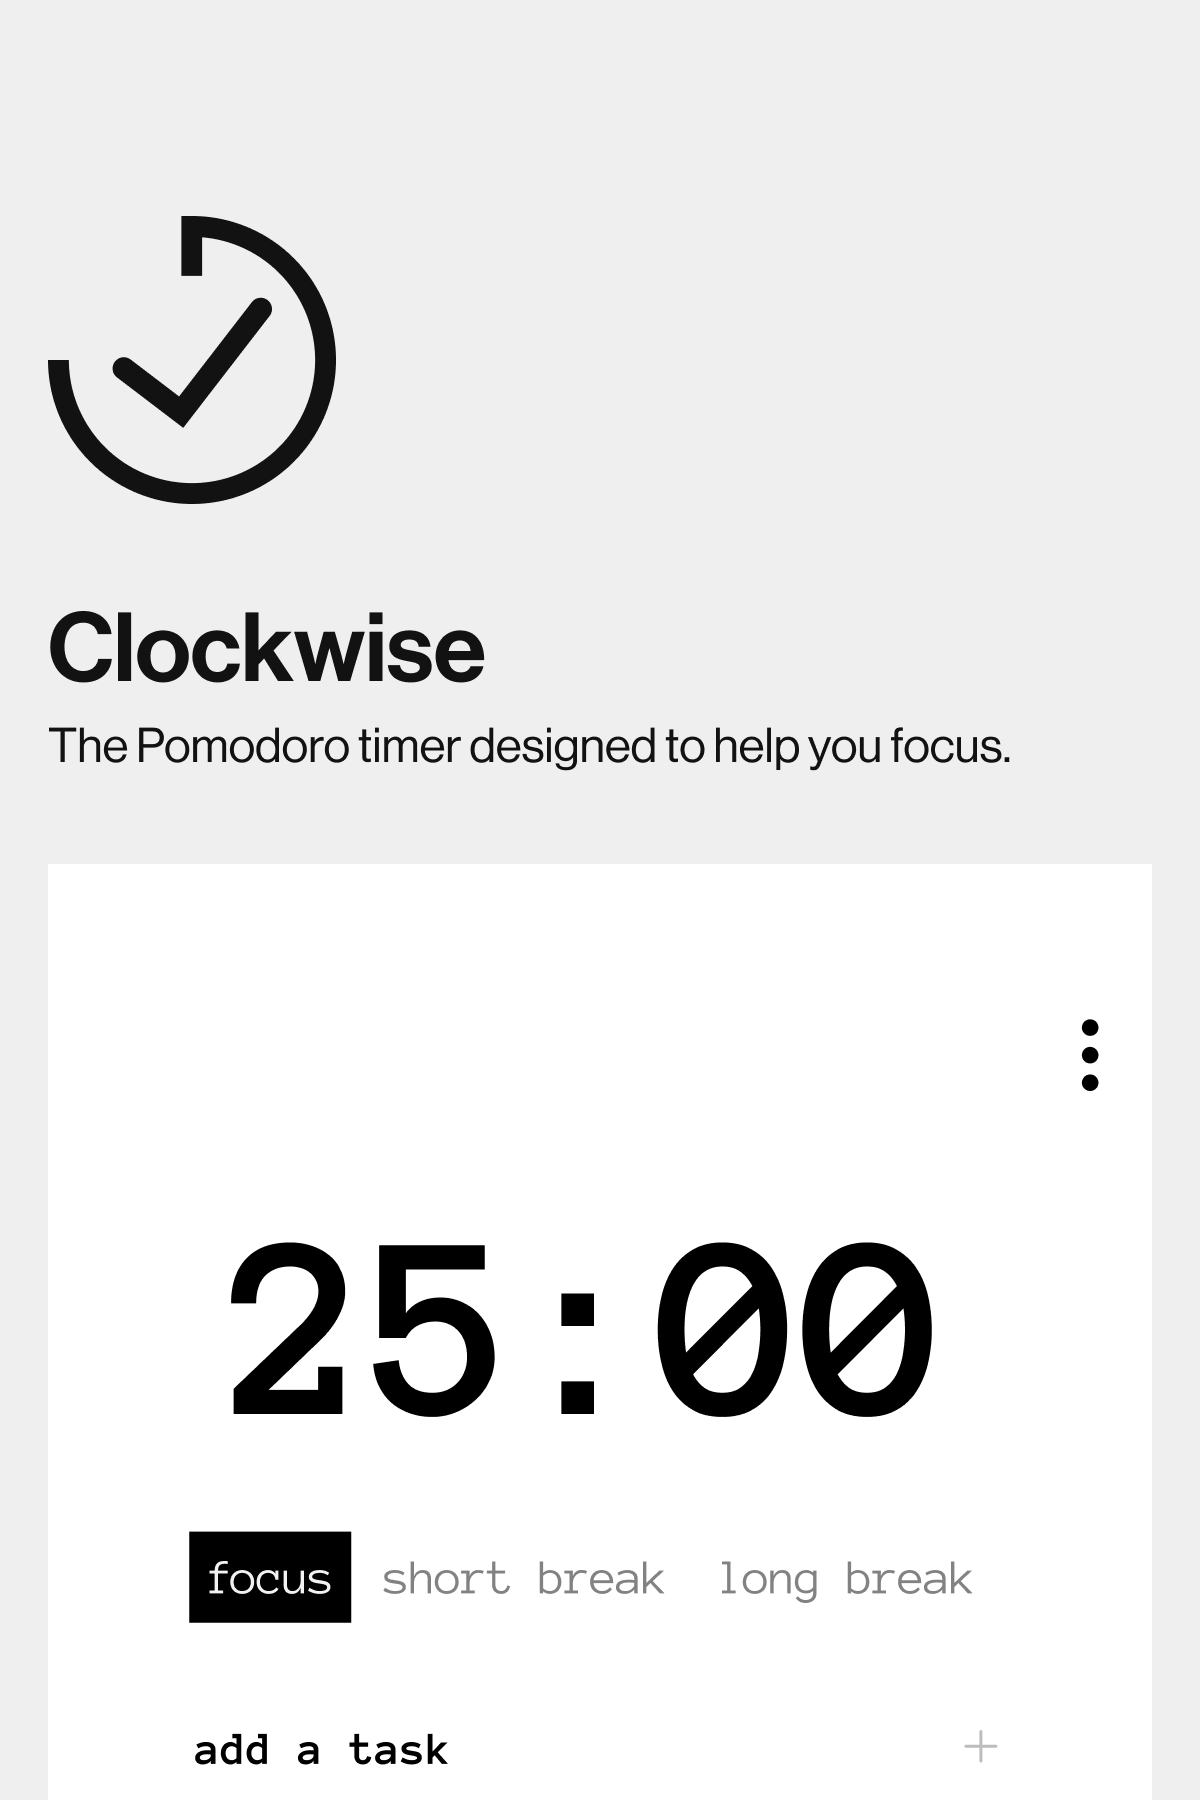 Clockwise
The Pomodoro timer designed to help you focus.
25:00
focus short break long break
add a task +